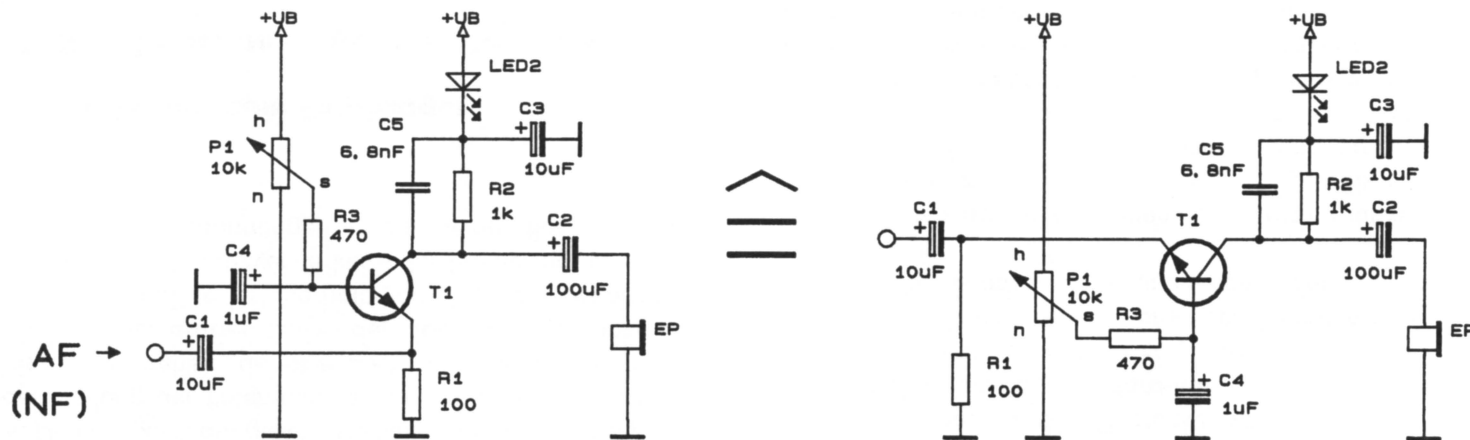 +UB
+UB
LED2
C3
+
10uF
C5
6,8nF
h
P1
10k
n
s
R3
470
R2
1k
C2
+
100uF
C4
+
1uF
T1
C1
+
10uF
AF →
(NF)
R1
100
EP
+UB
+UB
LED2
C3
+
10uF
C5
6,8nF
R2
1k
C2
+
100uF
C1
+
10uF
T1
h
P1
10k
n
s
R3
470
R1
100
C4
+
1uF
EP